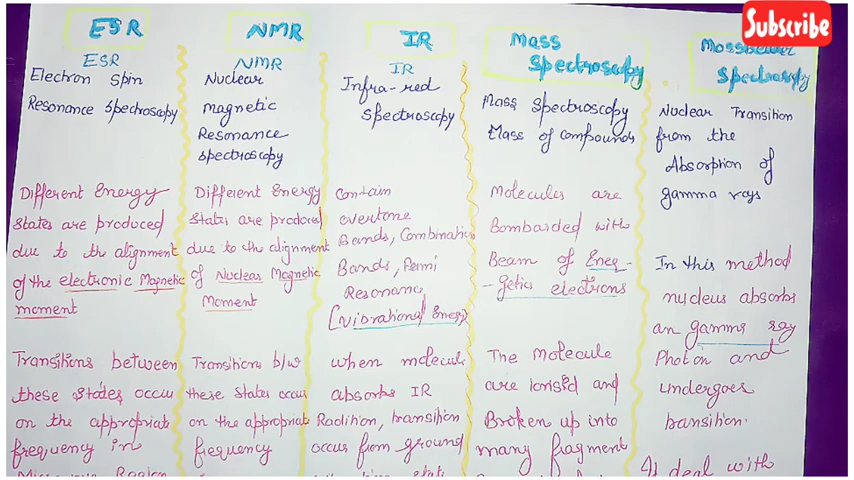 Subscribe
ESR
ESR
Electron Spin
Resonance Spectroscopy
Different Energy
States are produced
due to the alignment
of the electronic Magnetic
moment
Transitions between
these States occur
on the appropriate
frequency in
NMR
NMR
Nuclear
magnetic
Resonance
spectroscopy
Different Energy
States are produced
due to the alignment
of Nuclear Magnetic
Moment
Transitions b/w
these States occurs
on the appropriate
frequency
IR
IR
Infra-red
Spectroscopy
Contain
overtone
Bands, Combination
Bands, Fermi
Resonance
[Vibrational Energy]
when molecule
absorbs IR
Radition, transition
occurs from ground
Mass
Spectroscopy
Mass Spectroscopy
Mass of compounds
Molecules are
Bombarded with
Beam of Ener-
-getic electrons
The Molecule
are Ionised and
Broken up into
many fragment
Spectroscopy
Nuclear Transition
from the
Absorption of
gamma rays
In this method
nucleus absorbs
an gamma ray
Photon and
undergoes
transition.
It deal with